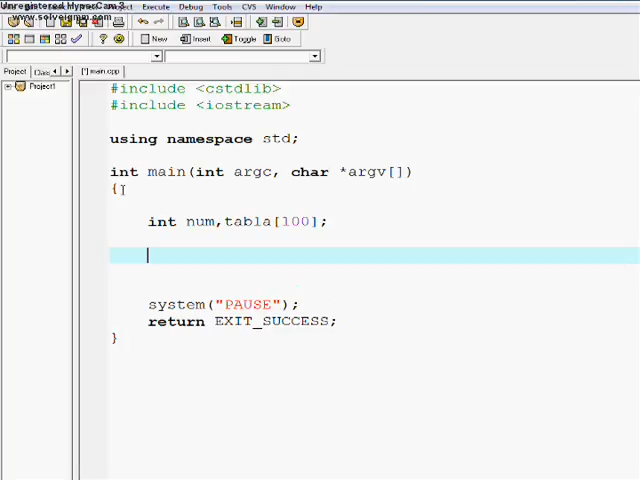 Unregistered HyperCam 3
www.solveigmm.com
Project Execute Debug Tools CVS Window Help
New Insert Toggle Goto
Project Clas [*] main.cpp
Project1
#include <cstdlib>
#include <iostream>
using namespace std;
int main(int argc, char *argv[])
{
int num,tabla[100];
system("PAUSE");
return EXIT_SUCCESS;
}